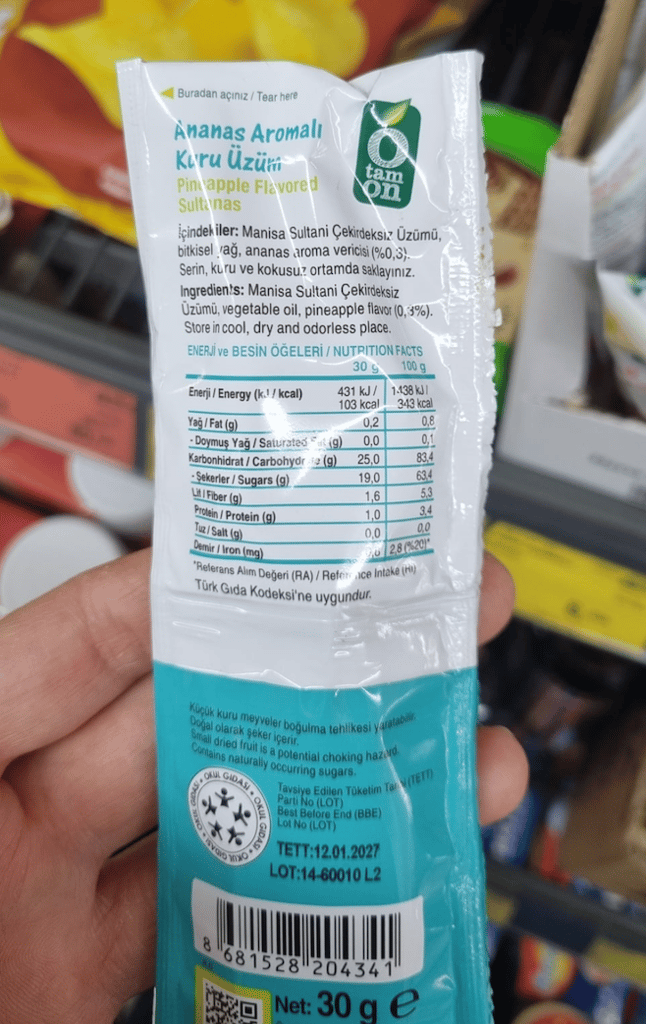 Buradan açınız / Tear here
Ananas Aromalı
Kuru Üzüm
Pineapple Flavored
Sultanas
Ö
tam
on
İçindekiler: Manisa Sultani Çekirdeksiz Üzümü,
bitkisel yağ, ananas aroma vericisi (%0,3).
Serin, kuru ve kokusuz ortamda saklayınız.
Ingredients: Manisa Sultani Çekirdeksiz
Üzümü, vegetable oil, pineapple flavor (0,3%).
Store in cool, dry and odorless place.
ENERJİ ve BESİN ÖĞELERİ / NUTRITION FACTS
30 g 100 g
Enerji / Energy (kJ / kcal) 431 kJ / 1438 kJ /
103 kcal 343 kcal
Yağ / Fat (g) 0,2 0,8
- Doymuş Yağ / Saturated Fat (g) 0,0 0,1
Karbonhidrat / Carbohydrate (g) 25,0 83,4
- Şekerler / Sugars (g) 19,0 63,4
Lif / Fiber (g) 1,6 5,3
Protein / Protein (g) 1,0 3,4
Tuz / Salt (g) 0,0 0,0
Demir / Iron (mg) 2,8 (%20)*
*Referans Alım Değeri (RA) / Reference Intake (RI)
Türk Gıda Kodeksi'ne uygundur.
Küçük kuru meyveler boğulma tehlikesi yaratabilir.
Doğal olarak şeker içerir.
Small dried fruit is a potential choking hazard.
Contains naturally occurring sugars.
OKUL GIDASI • OKUL GIDASI • OKUL GIDASI • OKUL GIDASI
Tavsiye Edilen Tüketim Tarihi (TETT)
Parti No (LOT)
Best Before End (BBE)
Lot No (LOT)
TETT:12.01.2027
LOT:14-60010 L2
8 681528 204341
Net: 30 g e